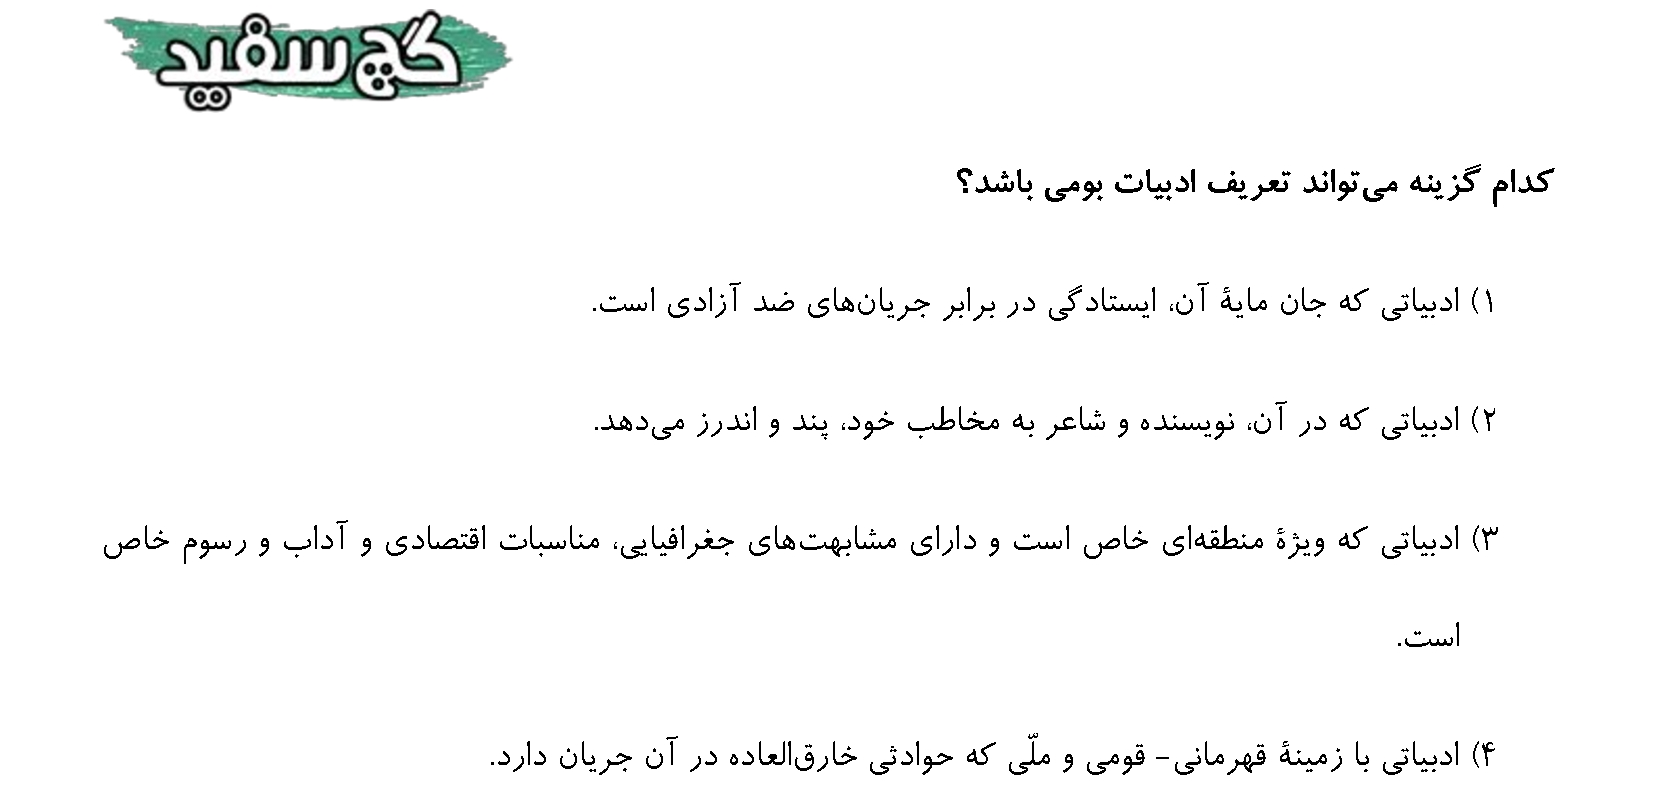 گچ سفید
کدام گزینه می‌تواند تعریف ادبیات بومی باشد؟
۱) ادبیاتی که جان مایهٔ آن، ایستادگی در برابر جریان‌های ضد آزادی است.
۲) ادبیاتی که در آن، نویسنده و شاعر به مخاطب خود، پند و اندرز می‌دهد.
۳) ادبیاتی که ویژهٔ منطقه‌ای خاص است و دارای مشابهت‌های جغرافیایی، مناسبات اقتصادی و آداب و رسوم خاص
است.
۴) ادبیاتی با زمینهٔ قهرمانی- قومی و ملّی که حوادثی خارق‌العاده در آن جریان دارد.